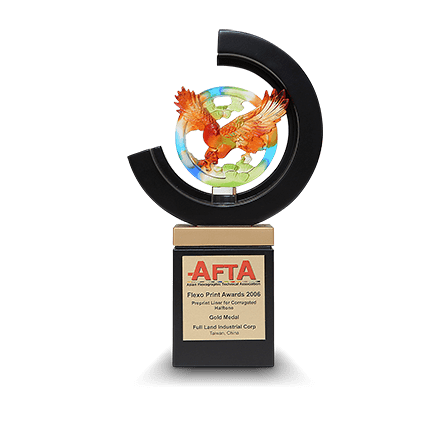 AFTA
Asian Flexographic Technical Association
Flexo Print Awards 2006
Preprint Liner for Corrugated
Halftone
Gold Medal
Full Land Industrial Corp
Taiwan, China